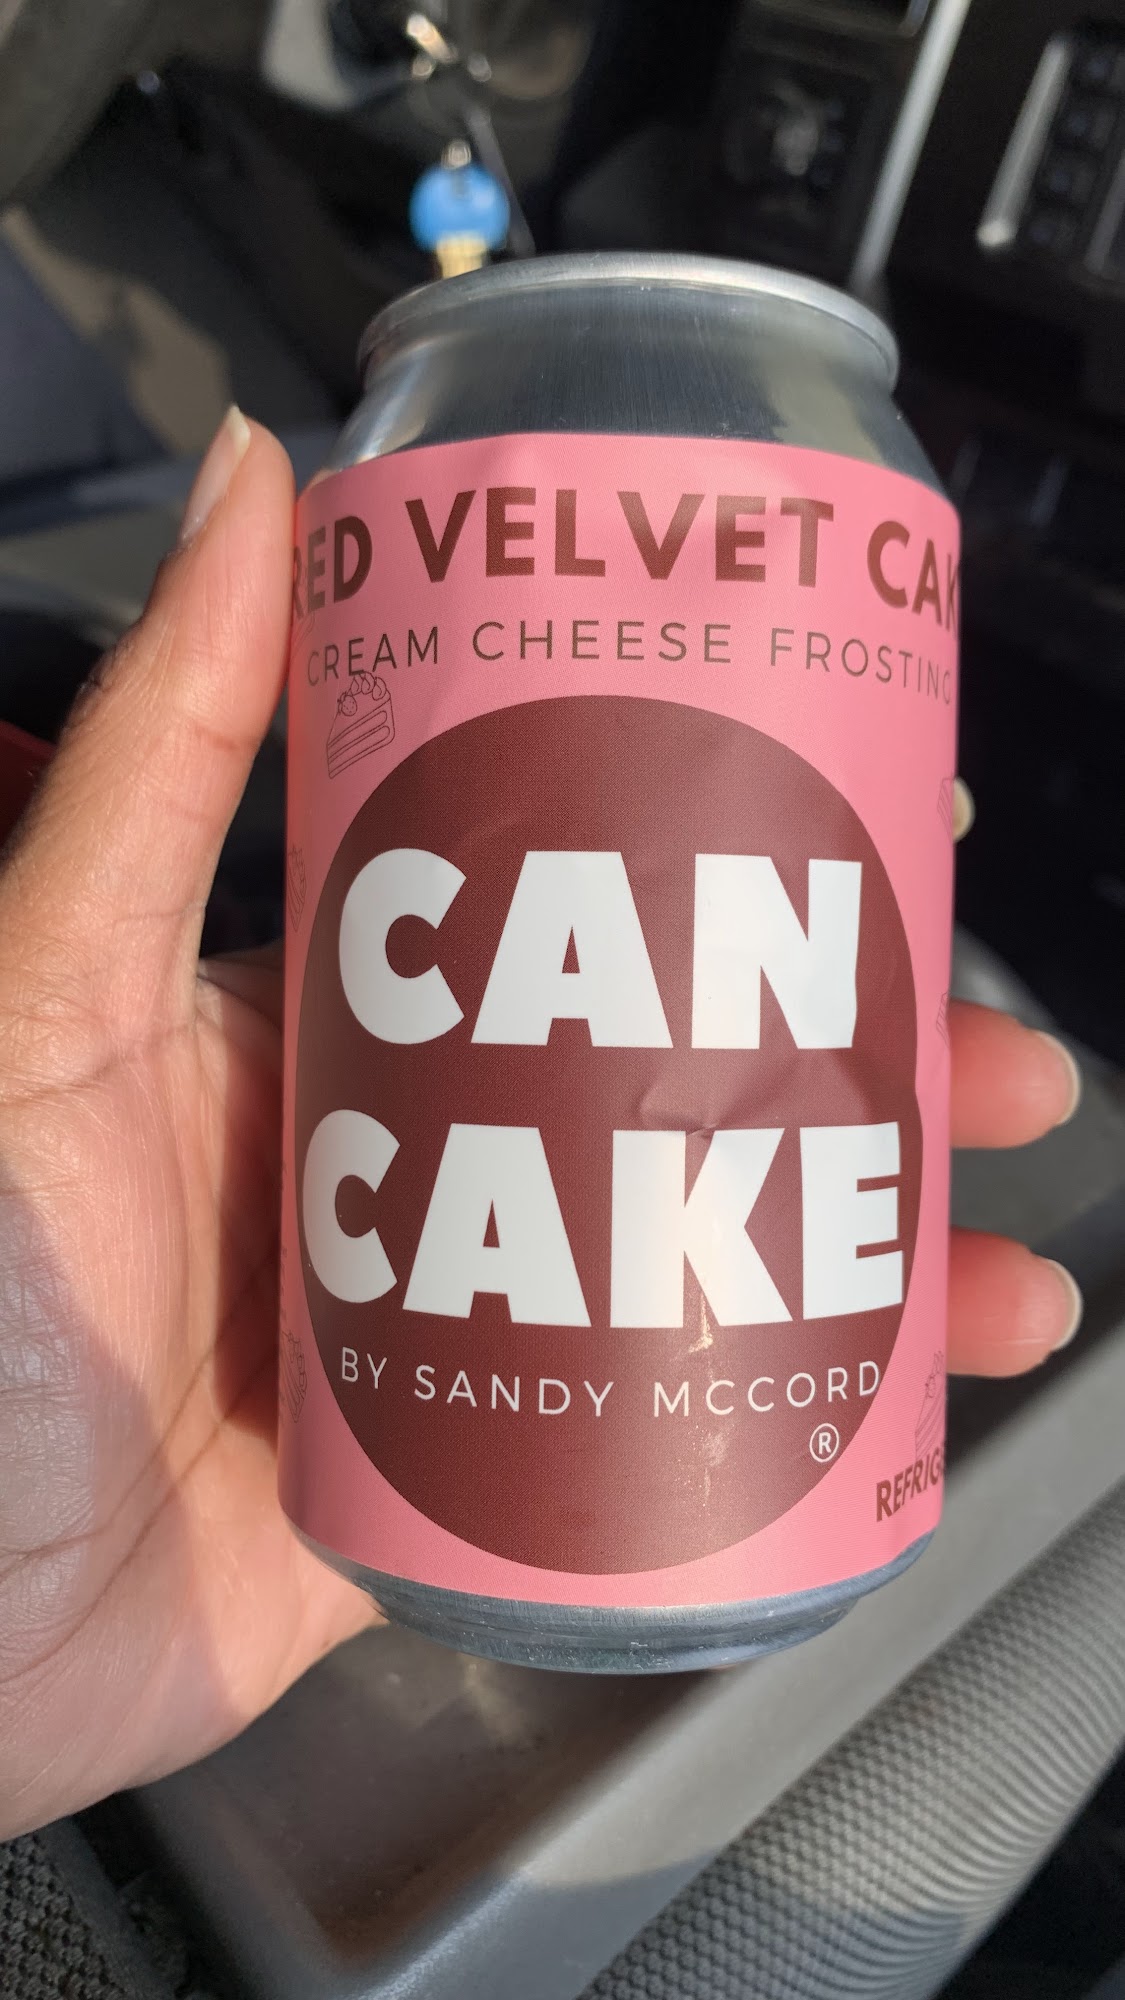 RED VELVET CAK
CREAM CHEESE FROSTING
CAN
CAKE
BY SANDY MCCORD
®
REFRIG